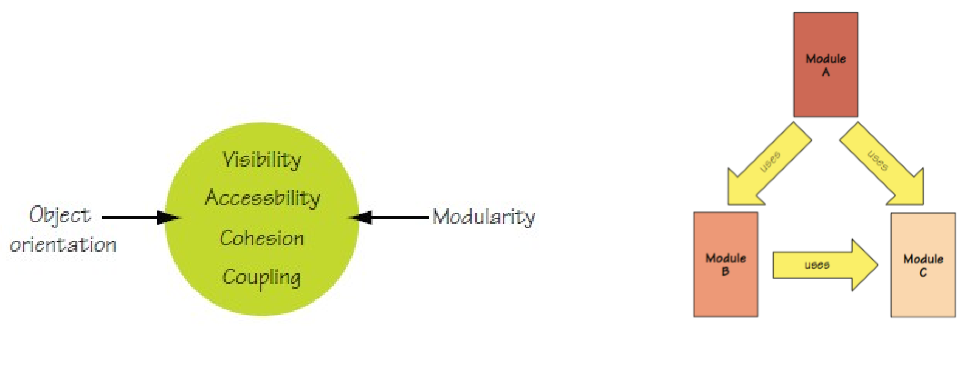 Visibility
Accessbility
Cohesion
Coupling
Object
orientation
Modularity
Module
A
uses
uses
Module
B
uses
Module
C